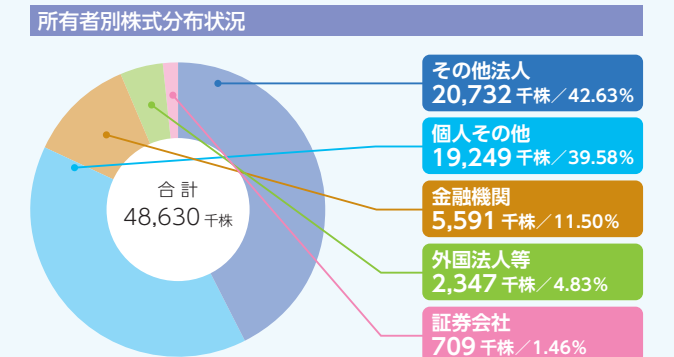 所有者別株式分布状況
合計
48,630 千株
その他法人
20,732 千株／42.63%
個人その他
19,249 千株／39.58%
金融機関
5,591 千株／11.50%
外国法人等
2,347 千株／4.83%
証券会社
709 千株／1.46%